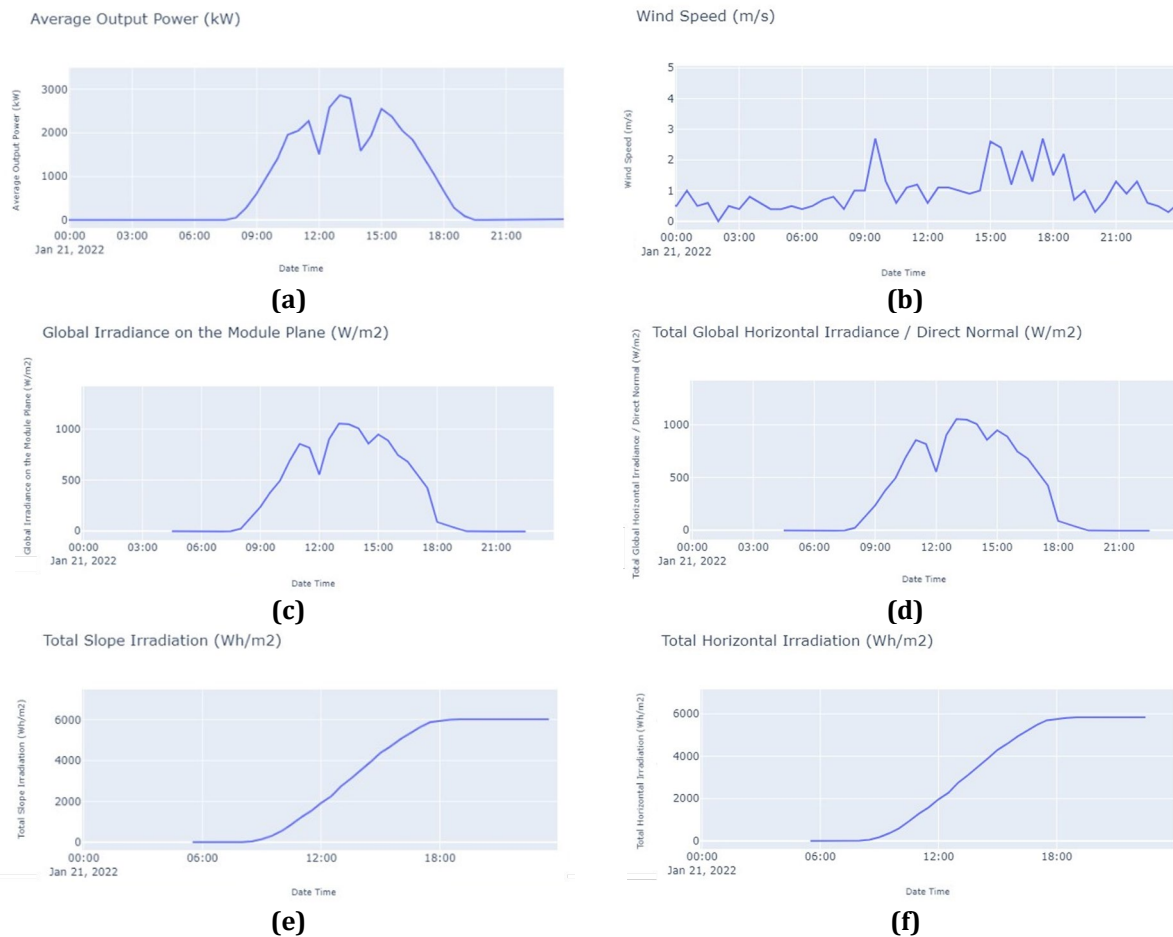 Average Output Power (kW)
Average Output Power (kW)
3000
2000
1000
0
00:00 03:00 06:00 09:00 12:00 15:00 18:00 21:00
Jan 21, 2022
Date Time
(a)
Wind Speed (m/s)
Wind Speed (m/s)
5
4
3
2
1
0
00:00 03:00 06:00 09:00 12:00 15:00 18:00 21:00
Jan 21, 2022
Date Time
(b)
Global Irradiance on the Module Plane (W/m2)
Global Irradiance on the Module Plane (W/m2)
1000
500
0
00:00 03:00 06:00 09:00 12:00 15:00 18:00 21:00
Jan 21, 2022
Date Time
(c)
Total Global Horizontal Irradiance / Direct Normal (W/m2)
Total Global Horizontal Irradiance / Direct Normal (W/m2)
1000
500
0
00:00 03:00 06:00 09:00 12:00 15:00 18:00 21:00
Jan 21, 2022
Date Time
(d)
Total Slope Irradiation (Wh/m2)
Total Slope Irradiation (Wh/m2)
6000
4000
2000
0
00:00 06:00 12:00 18:00
Jan 21, 2022
Date Time
(e)
Total Horizontal Irradiation (Wh/m2)
Total Horizontal Irradiation (Wh/m2)
6000
4000
2000
0
00:00 06:00 12:00 18:00
Jan 21, 2022
Date Time
(f)